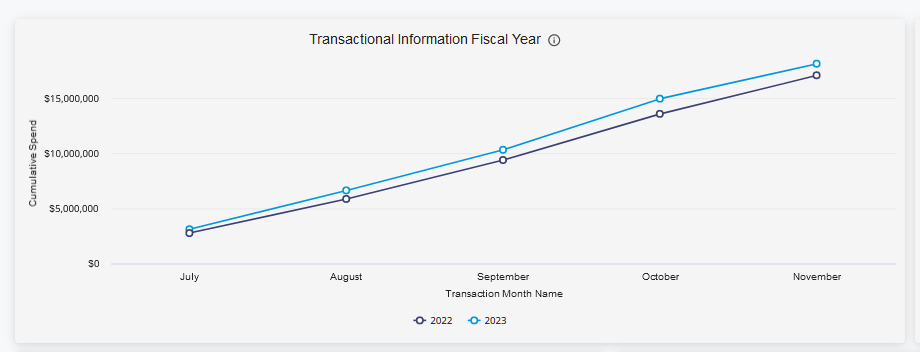 Transactional Information Fiscal Year
$15,000,000
$10,000,000
$5,000,000
$0
Cumulative Spend
July August September October November
Transaction Month Name
2022 2023